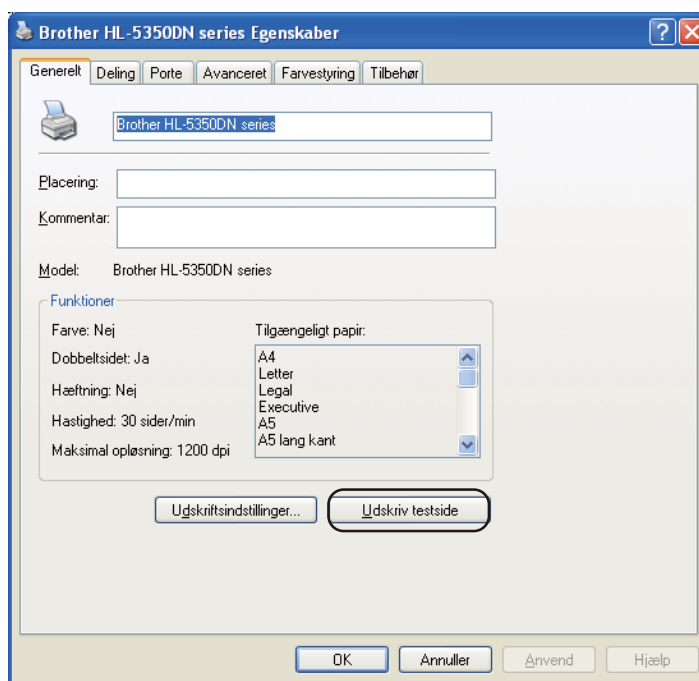 Brother HL-5350DN series Egenskaber
Generelt Deling Porte Avanceret Farvestyring Tilbehør
Brother HL-5350DN series
Placering:
Kommentar:
Model: Brother HL-5350DN series
Funktioner
Farve: Nej Tilgængeligt papir:
Dobbeltsidet: Ja A4
Letter
Hæftning: Nej Legal
Executive
Hastighed: 30 sider/min A5
Maksimal opløsning: 1200 dpi A5 lang kant
Udskriftsindstillinger... Udskriv testside
OK Annuller Anvend Hjælp